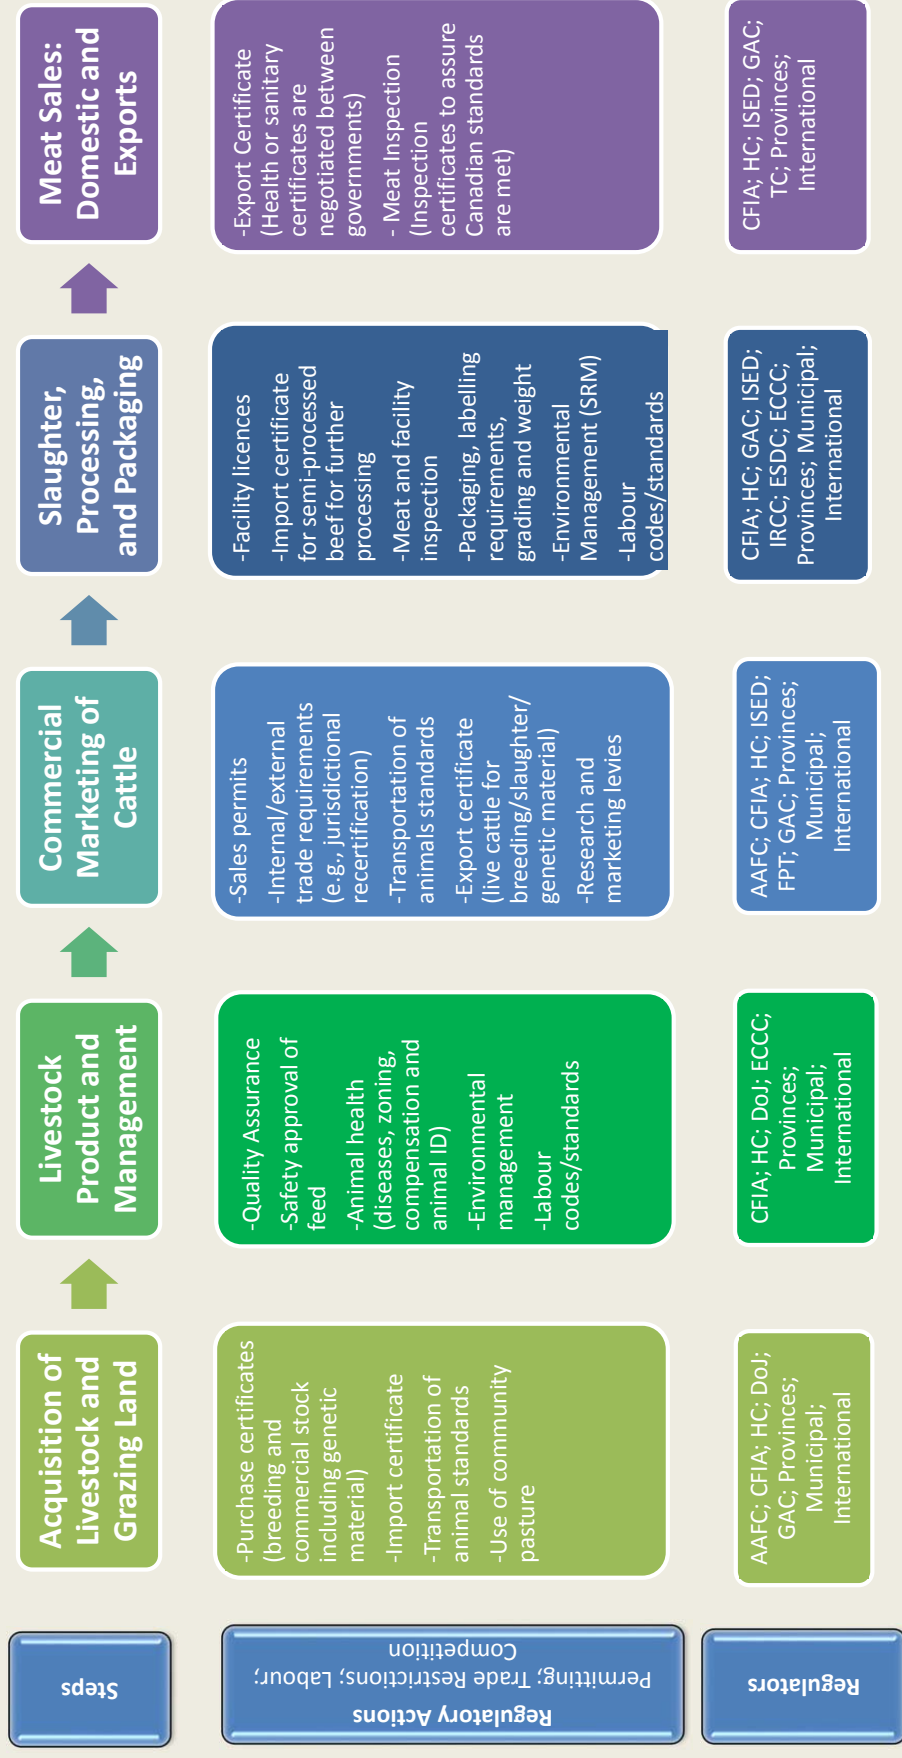 Steps
Acquisition of
Livestock and
Grazing Land
Livestock
Product and
Management
Commercial
Marketing of
Cattle
Slaughter,
Processing,
and Packaging
Meat Sales:
Domestic and
Exports
Regulatory Actions
Permitting; Trade Restrictions; Labour;
Competition
-Purchase certificates
(breeding and
commercial stock
including genetic
material)
-Import certificate
-Transportation of
animal standards
-Use of community
pasture
-Quality Assurance
-Safety approval of
feed
-Animal health
(diseases, zoning,
compensation and
animal ID)
-Environmental
management
-Labour
codes/standards
-Sales permits
-Internal/external
trade requirements
(e.g., jurisdictional
recertification)
-Transportation of
animals standards
-Export certificate
(live cattle for
breeding/slaughter/
genetic material)
-Research and
marketing levies
-Facility licences
-Import certificate
for semi-processed
beef for further
processing
-Meat and facility
inspection
-Packaging, labelling
requirements,
grading and weight
-Environmental
Management (SRM)
-Labour
codes/standards
-Export Certificate
(Health or sanitary
certificates are
negotiated between
governments)
- Meat Inspection
(Inspection
certificates to assure
Canadian standards
are met)
Regulators
AAFC; CFIA; HC; DoJ;
GAC; Provinces;
Municipal;
International
CFIA; HC; DoJ; ECCC;
Provinces;
Municipal;
International
AAFC; CFIA; HC; ISED;
FPT; GAC; Provinces;
Municipal;
International
CFIA; HC; GAC; ISED;
IRCC; ESDC; ECCC;
Provinces; Municipal;
International
CFIA; HC; ISED; GAC;
TC; Provinces;
International